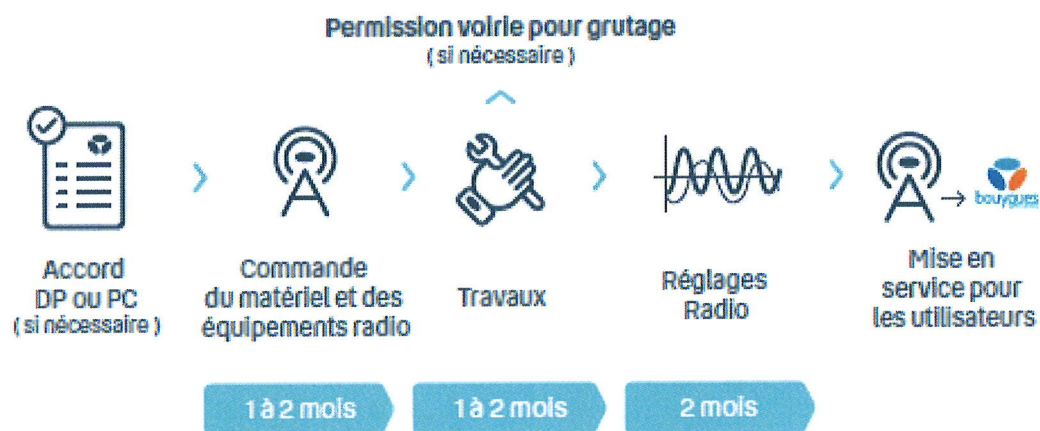 Permission voirie pour grutage
( si nécessaire )
Accord
DP ou PC
( si nécessaire )
Commande
du matériel et des
équipements radio
Travaux
Réglages
Radio
bouygues
Mise en
service pour
les utilisateurs
1 à 2 mois
1 à 2 mois
2 mois